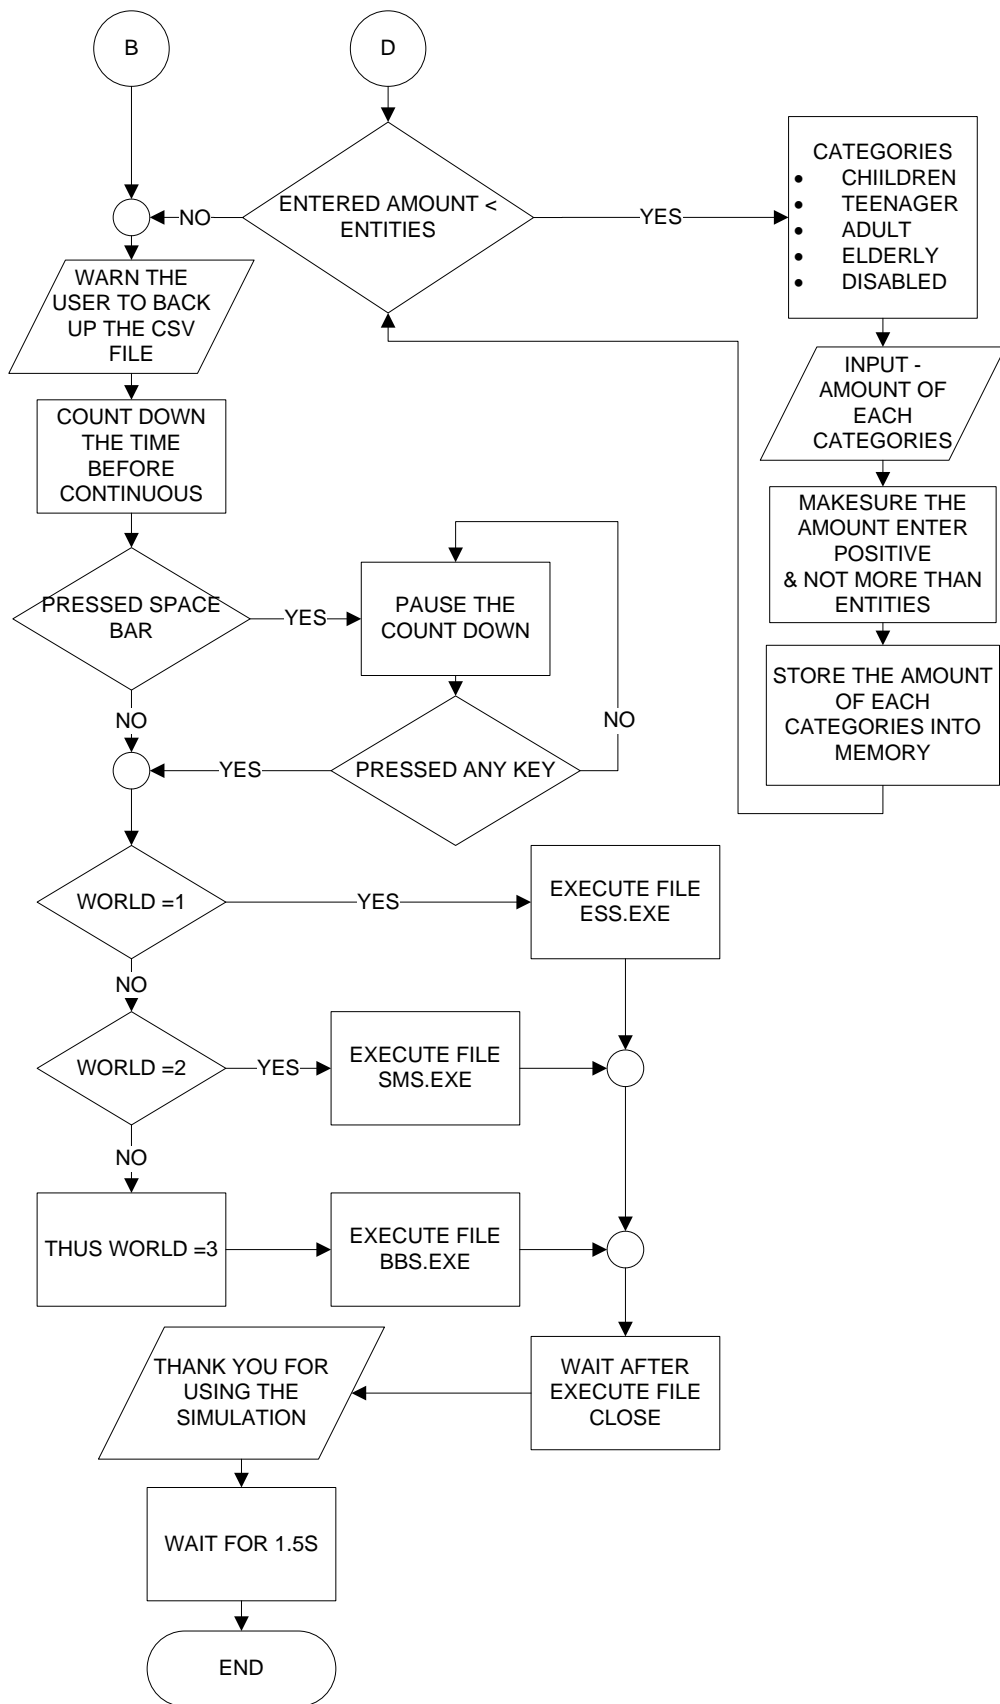 B
D
ENTERED AMOUNT <
ENTITIES
NO
YES
CATEGORIES
• CHIILDREN
• TEENAGER
• ADULT
• ELDERLY
• DISABLED
WARN THE
USER TO BACK
UP THE CSV
FILE
INPUT -
AMOUNT OF
EACH
CATEGORIES
COUNT DOWN
THE TIME
BEFORE
CONTINUOUS
MAKESURE THE
AMOUNT ENTER
POSITIVE
& NOT MORE THAN
ENTITIES
PRESSED SPACE
BAR
YES
PAUSE THE
COUNT DOWN
STORE THE AMOUNT
OF EACH
CATEGORIES INTO
MEMORY
NO
NO
YES
PRESSED ANY KEY
WORLD =1
YES
EXECUTE FILE
ESS.EXE
NO
WORLD =2
YES
EXECUTE FILE
SMS.EXE
NO
THUS WORLD =3
EXECUTE FILE
BBS.EXE
THANK YOU FOR
USING THE
SIMULATION
WAIT AFTER
EXECUTE FILE
CLOSE
WAIT FOR 1.5S
END